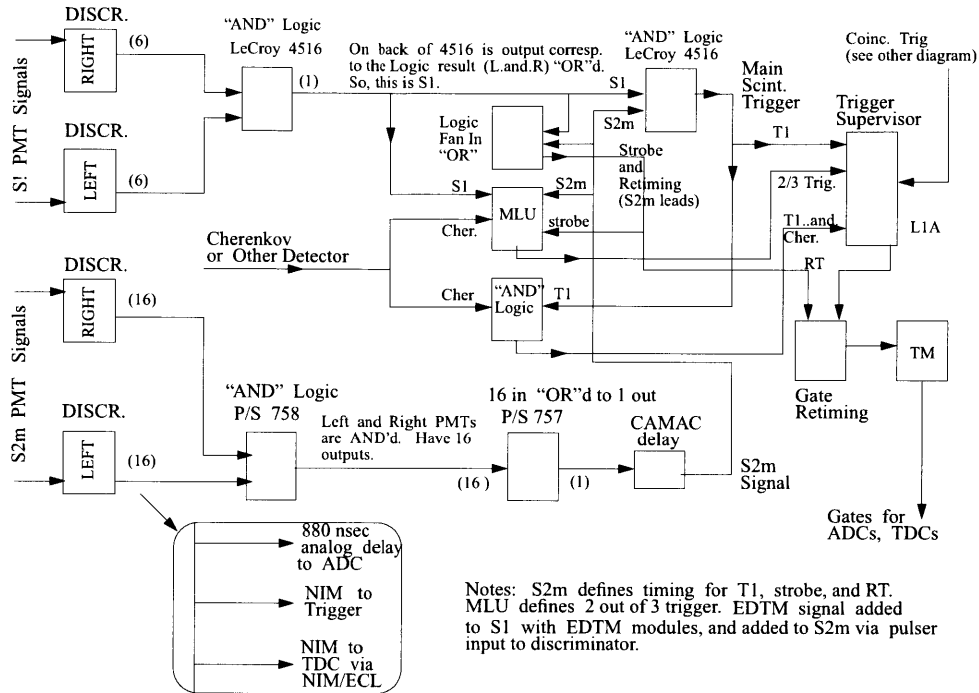 DISCR.
"AND" Logic
LeCroy 4516
RIGHT
(6)
(1)
On back of 4516 is output corresp.
to the Logic result (L.and.R) "OR"d.
So, this is S1.
"AND" Logic
LeCroy 4516
S1
S2m
Main
Scint.
Trigger
Coinc. Trig
(see other diagram)
Trigger
Supervisor
S! PMT Signals
LEFT
(6)
Logic
Fan In
"OR"
Strobe
and
Retiming
(S2m leads)
T1
2/3 Trig.
S1
S2m
MLU
Cher.
strobe
T1..and.
Cher.
L1A
RT
Cherenkov
or Other Detector
DISCR.
RIGHT
(16)
Cher
"AND"
Logic
T1
TM
Gate
Retiming
S2m PMT Signals
DISCR.
LEFT
(16)
"AND" Logic
P/S 758
Left and Right PMTs
are AND'd. Have 16
outputs.
16 in "OR"d to 1 out
P/S 757
(16 )
(1)
CAMAC
delay
S2m
Signal
Gates for
ADCs, TDCs
880 nsec
analog delay
to ADC
NIM to
Trigger
NIM to
TDC via
NIM/ECL
Notes: S2m defines timing for T1, strobe, and RT.
MLU defines 2 out of 3 trigger. EDTM signal added
to S1 with EDTM modules, and added to S2m via pulser
input to discriminator.